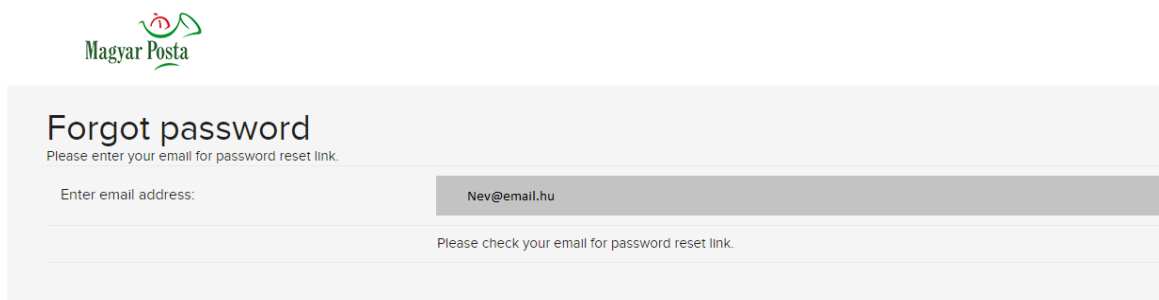 Magyar Posta
Forgot password
Please enter your email for password reset link.
Enter email address:
Nev@email.hu
Please check your email for password reset link.